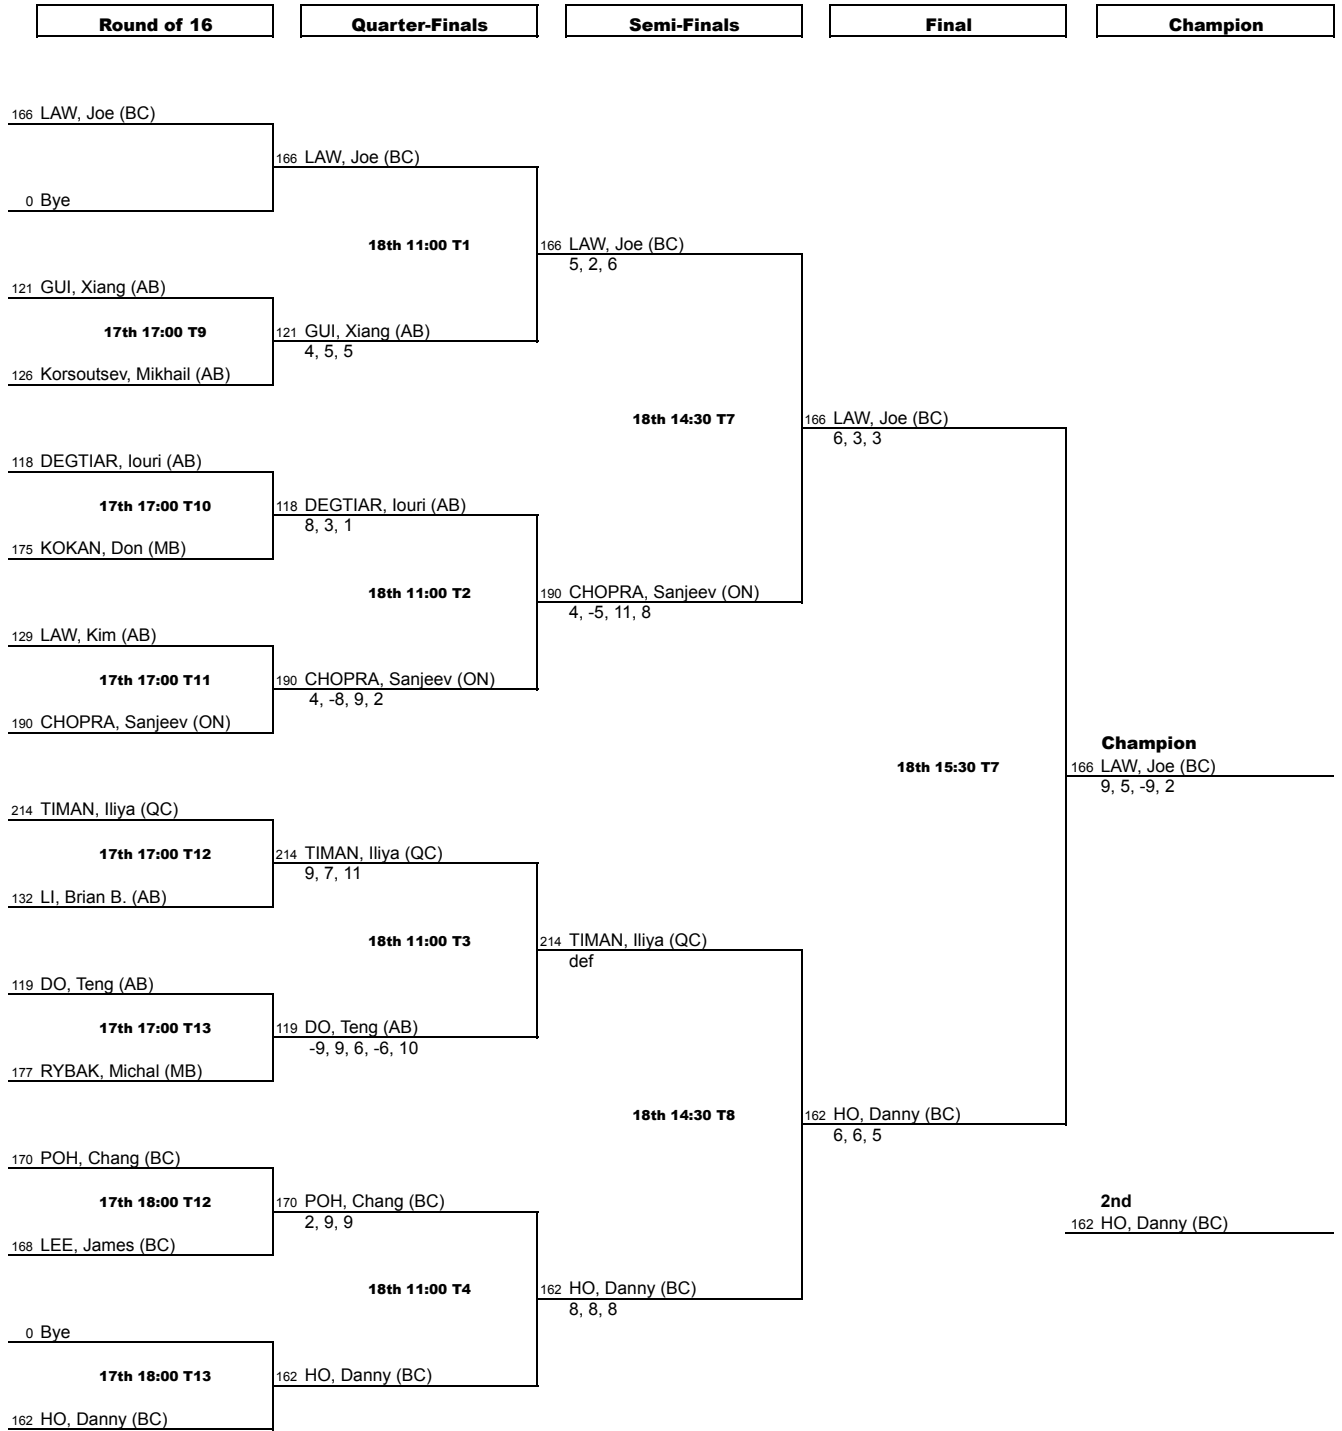 Round of 16 Quarter-Finals Semi-Finals Final Champion
166 LAW, Joe (BC)
166 LAW, Joe (BC)
0 Bye
18th 11:00 T1
166 LAW, Joe (BC)
5, 2, 6
121 GUI, Xiang (AB)
17th 17:00 T9
121 GUI, Xiang (AB)
4, 5, 5
126 Korsoutsev, Mikhail (AB)
18th 14:30 T7
166 LAW, Joe (BC)
6, 3, 3
118 DEGTIAR, Iouri (AB)
17th 17:00 T10
118 DEGTIAR, Iouri (AB)
8, 3, 1
175 KOKAN, Don (MB)
18th 11:00 T2
190 CHOPRA, Sanjeev (ON)
4, -5, 11, 8
129 LAW, Kim (AB)
17th 17:00 T11
190 CHOPRA, Sanjeev (ON)
4, -8, 9, 2
190 CHOPRA, Sanjeev (ON)
Champion
18th 15:30 T7
166 LAW, Joe (BC)
9, 5, -9, 2
214 TIMAN, Iliya (QC)
17th 17:00 T12
214 TIMAN, Iliya (QC)
9, 7, 11
132 LI, Brian B. (AB)
18th 11:00 T3
214 TIMAN, Iliya (QC)
def
119 DO, Teng (AB)
17th 17:00 T13
119 DO, Teng (AB)
-9, 9, 6, -6, 10
177 RYBAK, Michal (MB)
18th 14:30 T8
162 HO, Danny (BC)
6, 6, 5
170 POH, Chang (BC)
17th 18:00 T12
170 POH, Chang (BC)
2, 9, 9
2nd
162 HO, Danny (BC)
168 LEE, James (BC)
18th 11:00 T4
162 HO, Danny (BC)
8, 8, 8
0 Bye
17th 18:00 T13
162 HO, Danny (BC)
162 HO, Danny (BC)